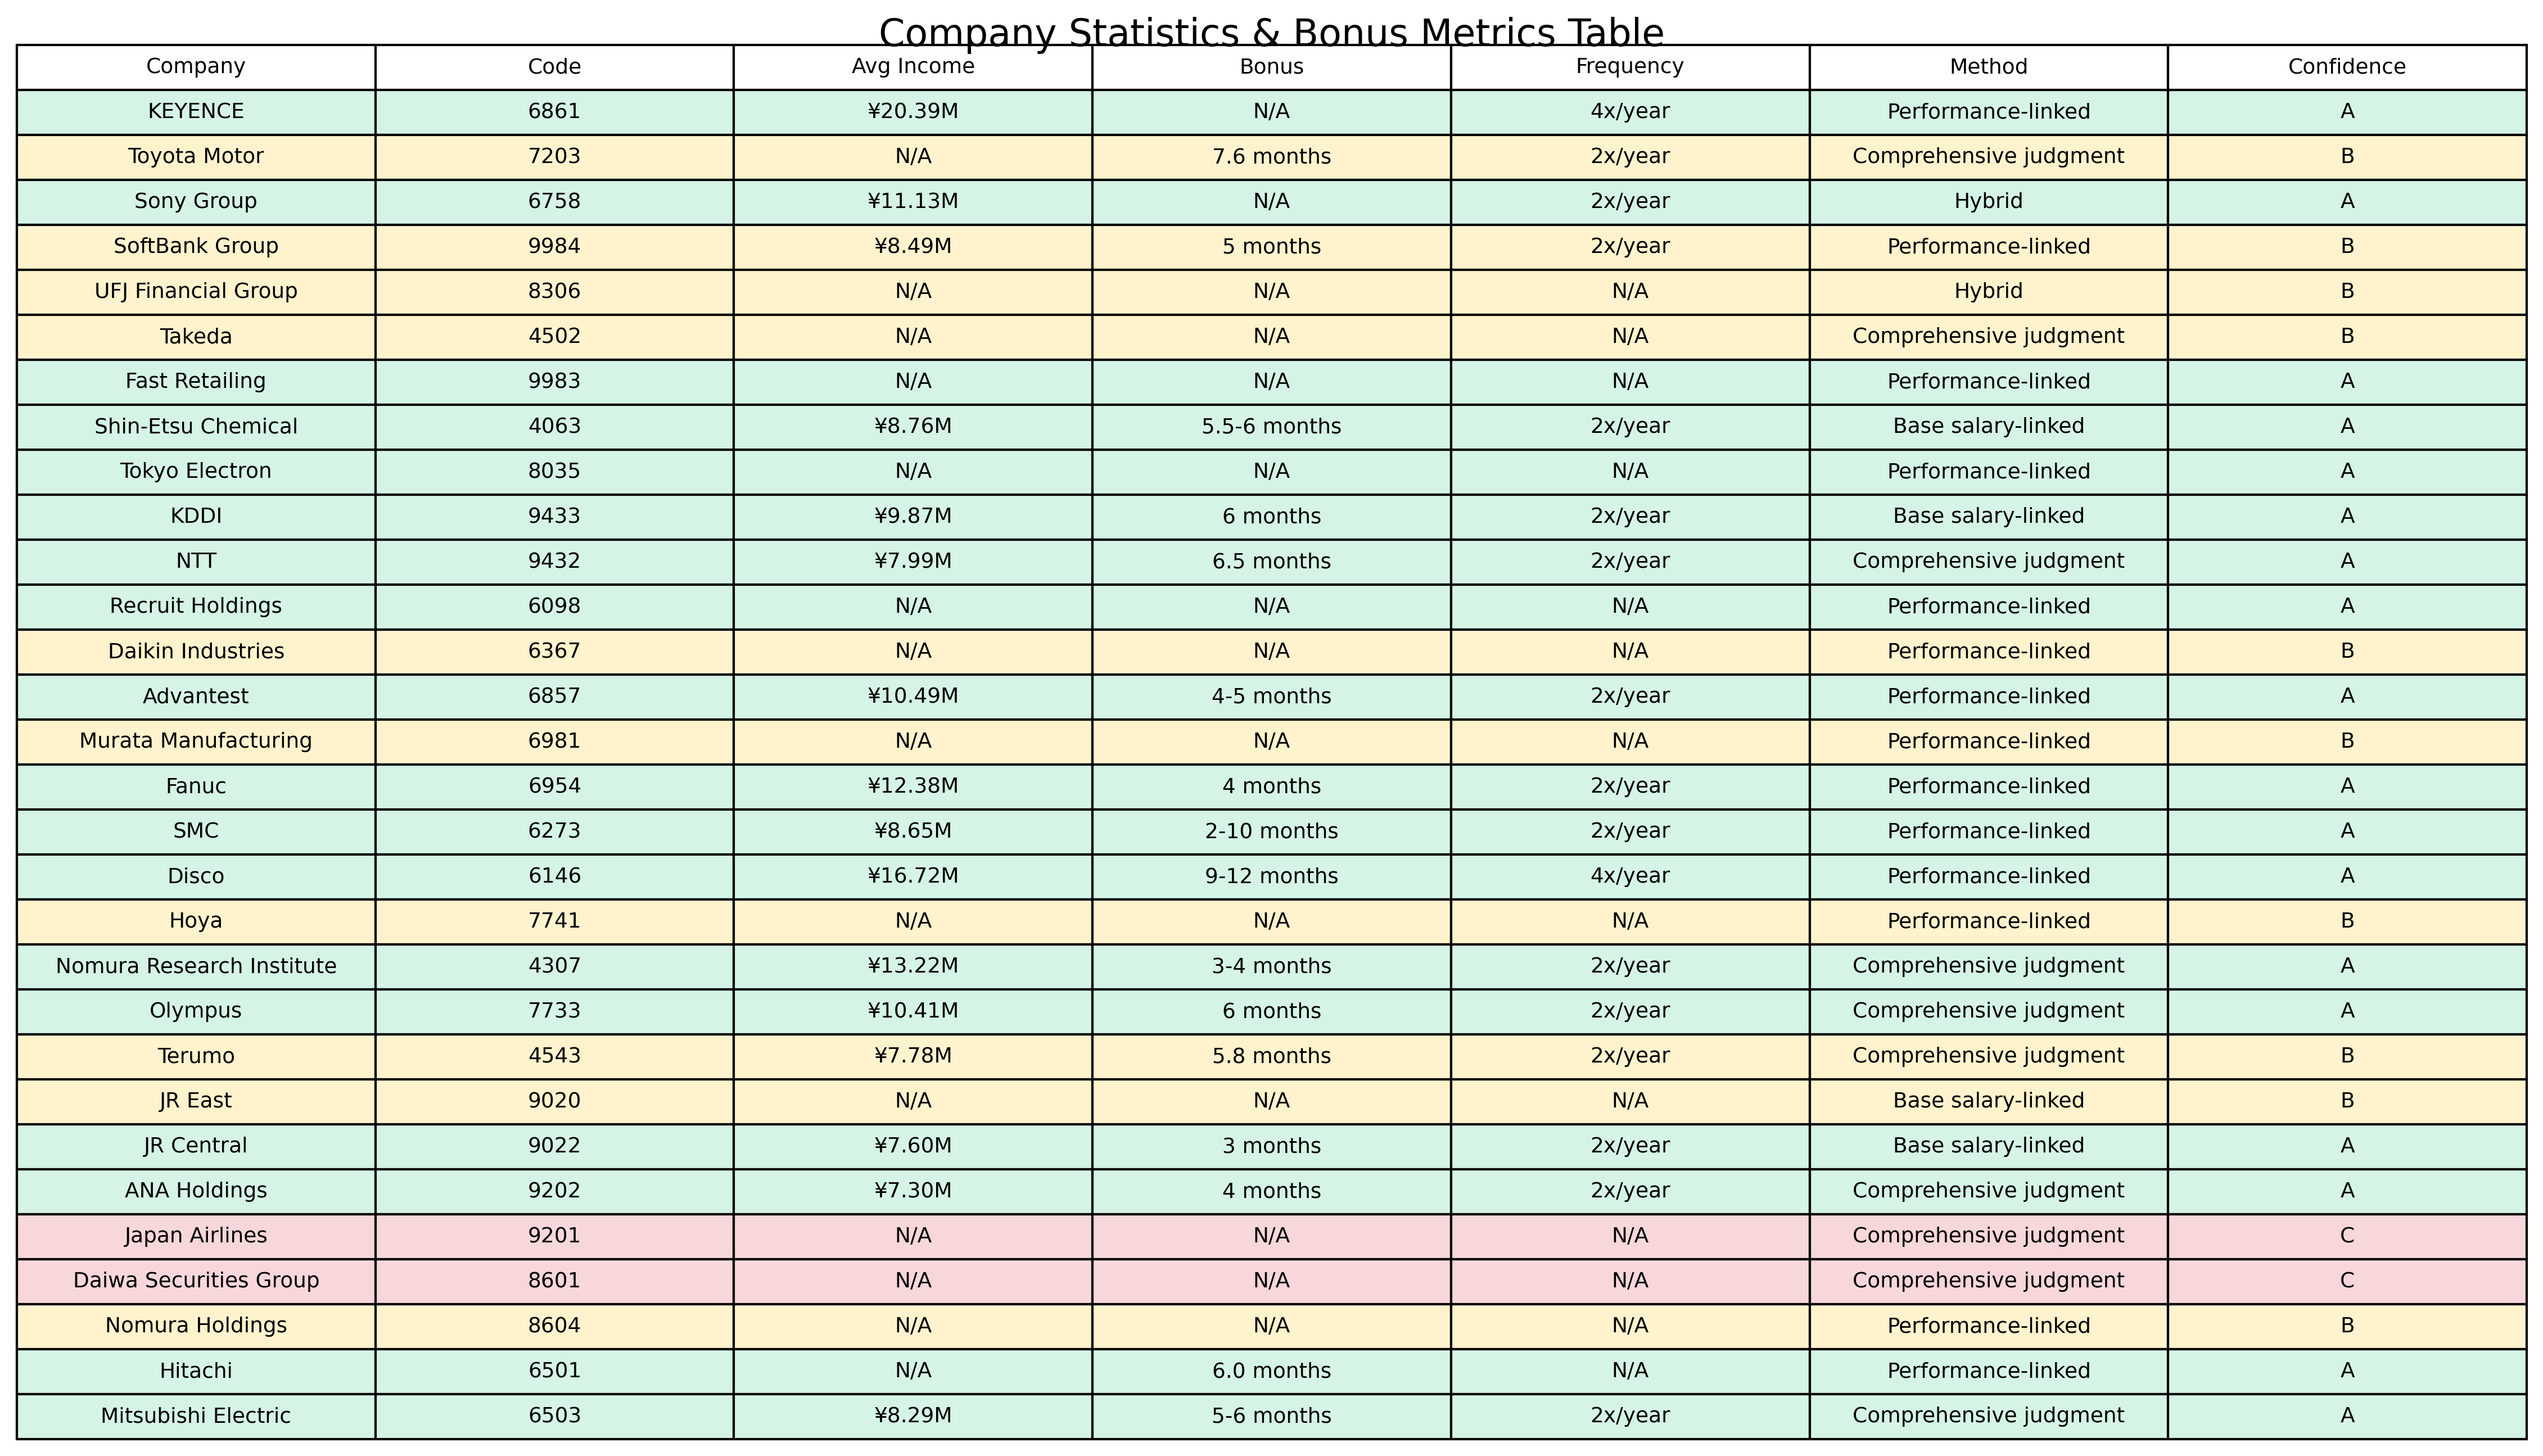 Company Statistics & Bonus Metrics Table
Company Code Avg Income Bonus Frequency Method Confidence
KEYENCE 6861 ¥20.39M N/A 4x/year Performance-linked A
Toyota Motor 7203 N/A 7.6 months 2x/year Comprehensive judgment B
Sony Group 6758 ¥11.13M N/A 2x/year Hybrid A
SoftBank Group 9984 ¥8.49M 5 months 2x/year Performance-linked B
UFJ Financial Group 8306 N/A N/A N/A Hybrid B
Takeda 4502 N/A N/A N/A Comprehensive judgment B
Fast Retailing 9983 N/A N/A N/A Performance-linked A
Shin-Etsu Chemical 4063 ¥8.76M 5.5-6 months 2x/year Base salary-linked A
Tokyo Electron 8035 N/A N/A N/A Performance-linked A
KDDI 9433 ¥9.87M 6 months 2x/year Base salary-linked A
NTT 9432 ¥7.99M 6.5 months 2x/year Comprehensive judgment A
Recruit Holdings 6098 N/A N/A N/A Performance-linked A
Daikin Industries 6367 N/A N/A N/A Performance-linked B
Advantest 6857 ¥10.49M 4-5 months 2x/year Performance-linked A
Murata Manufacturing 6981 N/A N/A N/A Performance-linked B
Fanuc 6954 ¥12.38M 4 months 2x/year Performance-linked A
SMC 6273 ¥8.65M 2-10 months 2x/year Performance-linked A
Disco 6146 ¥16.72M 9-12 months 4x/year Performance-linked A
Hoya 7741 N/A N/A N/A Performance-linked B
Nomura Research Institute 4307 ¥13.22M 3-4 months 2x/year Comprehensive judgment A
Olympus 7733 ¥10.41M 6 months 2x/year Comprehensive judgment A
Terumo 4543 ¥7.78M 5.8 months 2x/year Comprehensive judgment B
JR East 9020 N/A N/A N/A Base salary-linked B
JR Central 9022 ¥7.60M 3 months 2x/year Base salary-linked A
ANA Holdings 9202 ¥7.30M 4 months 2x/year Comprehensive judgment A
Japan Airlines 9201 N/A N/A N/A Comprehensive judgment C
Daiwa Securities Group 8601 N/A N/A N/A Comprehensive judgment C
Nomura Holdings 8604 N/A N/A N/A Performance-linked B
Hitachi 6501 N/A 6.0 months N/A Performance-linked A
Mitsubishi Electric 6503 ¥8.29M 5-6 months 2x/year Comprehensive judgment A